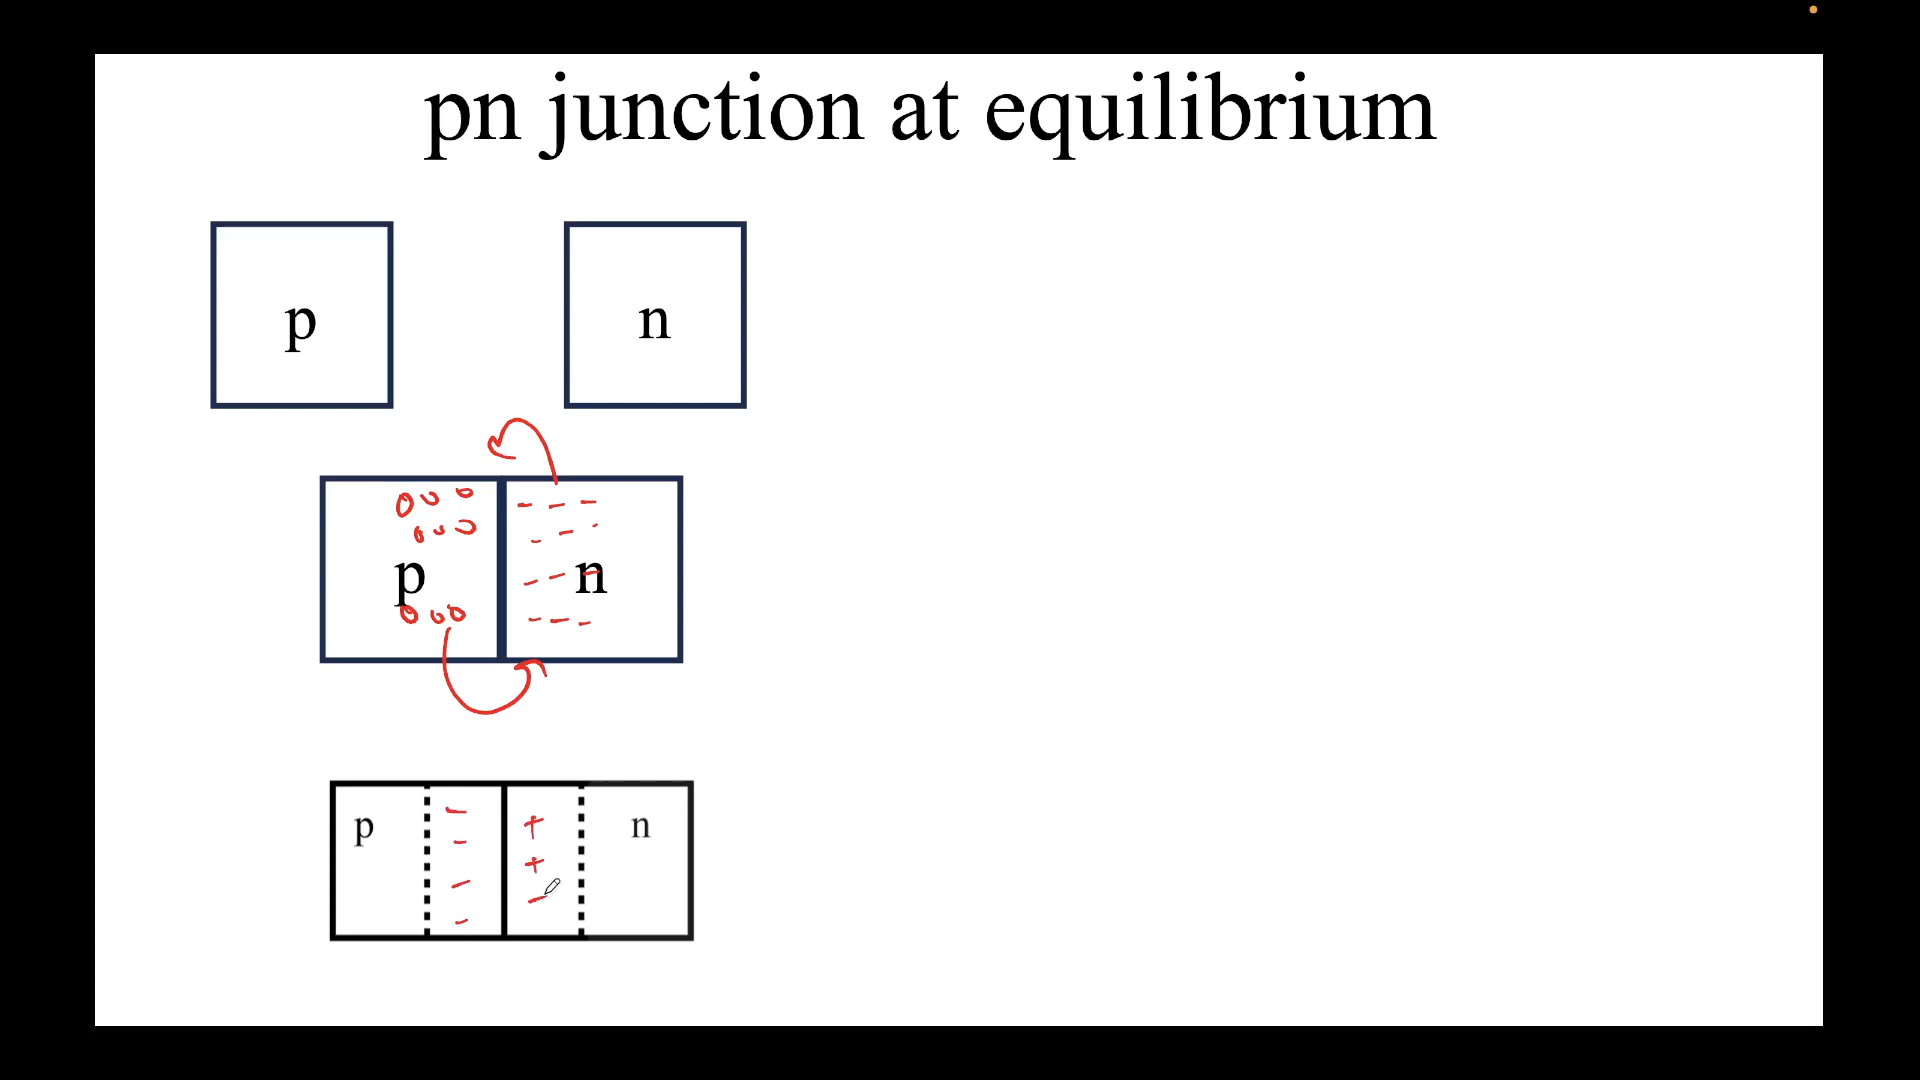 pn junction at equilibrium
p n
p n
p n
- +
- +
- -
-